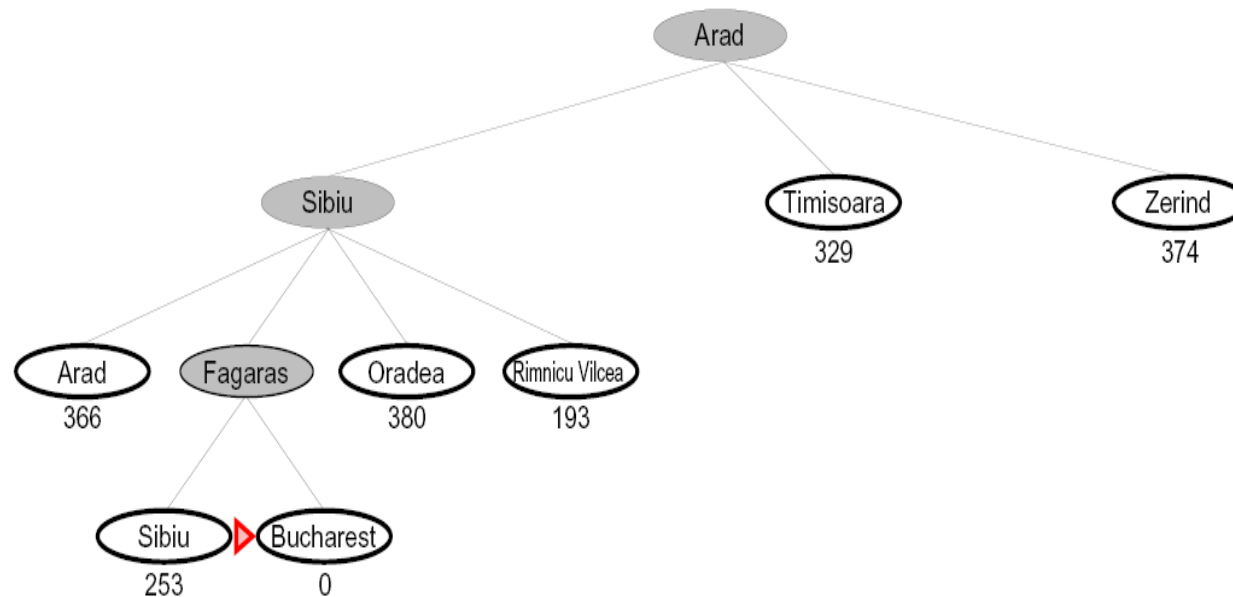 Arad
Sibiu
Timisoara
Zerind
329
374
Arad
Fagaras
Oradea
Rimnicu Vilcea
366
380
193
Sibiu
Bucharest
253
0